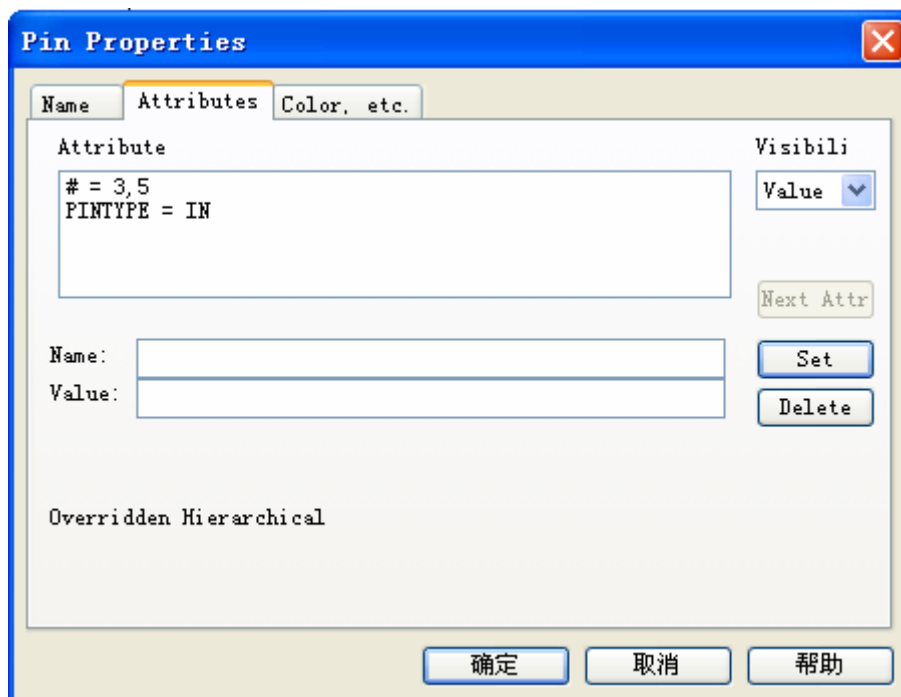 Pin Properties
Name Attributes Color, etc.
Attribute Visibili
# = 3,5 Value
PINTYPE = IN
Next Attr
Name: Set
Value: Delete
Overridden Hierarchical
确定 取消 帮助